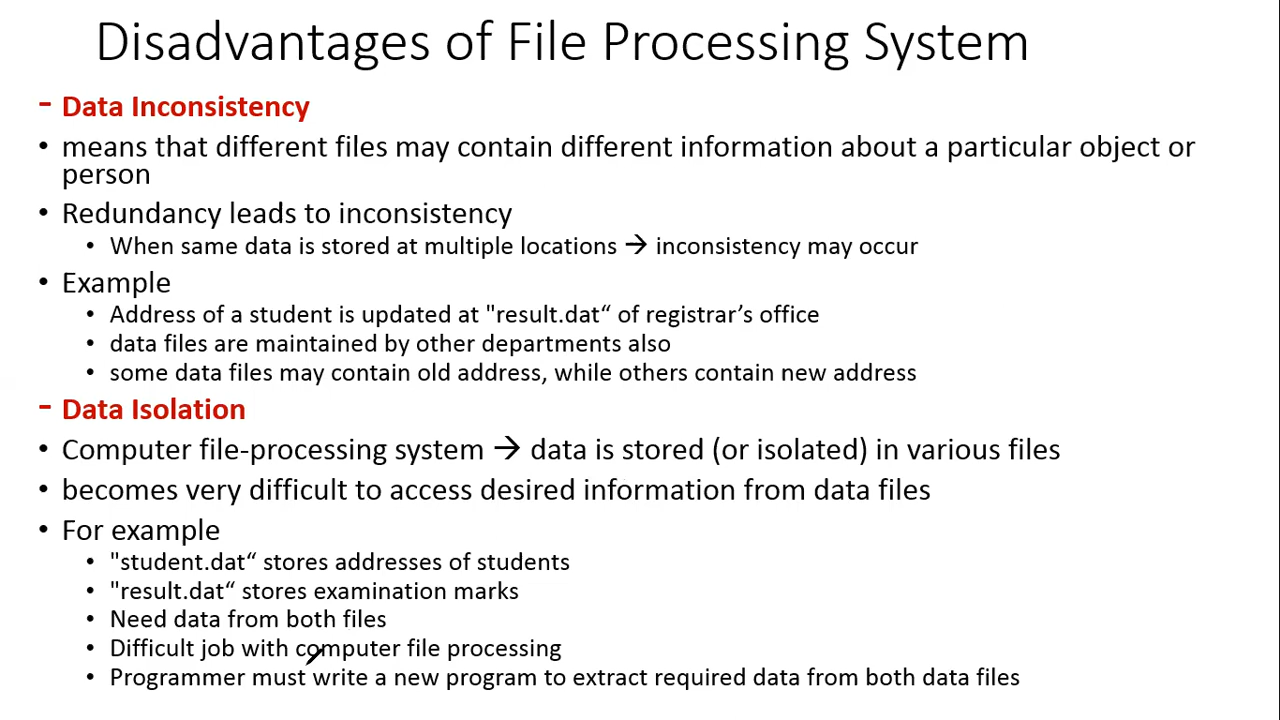 Disadvantages of File Processing System
- Data Inconsistency
• means that different files may contain different information about a particular object or
person
• Redundancy leads to inconsistency
• When same data is stored at multiple locations → inconsistency may occur
• Example
• Address of a student is updated at "result.dat“ of registrar’s office
• data files are maintained by other departments also
• some data files may contain old address, while others contain new address
- Data Isolation
• Computer file-processing system → data is stored (or isolated) in various files
• becomes very difficult to access desired information from data files
• For example
• "student.dat“ stores addresses of students
• "result.dat“ stores examination marks
• Need data from both files
• Difficult job with computer file processing
• Programmer must write a new program to extract required data from both data files